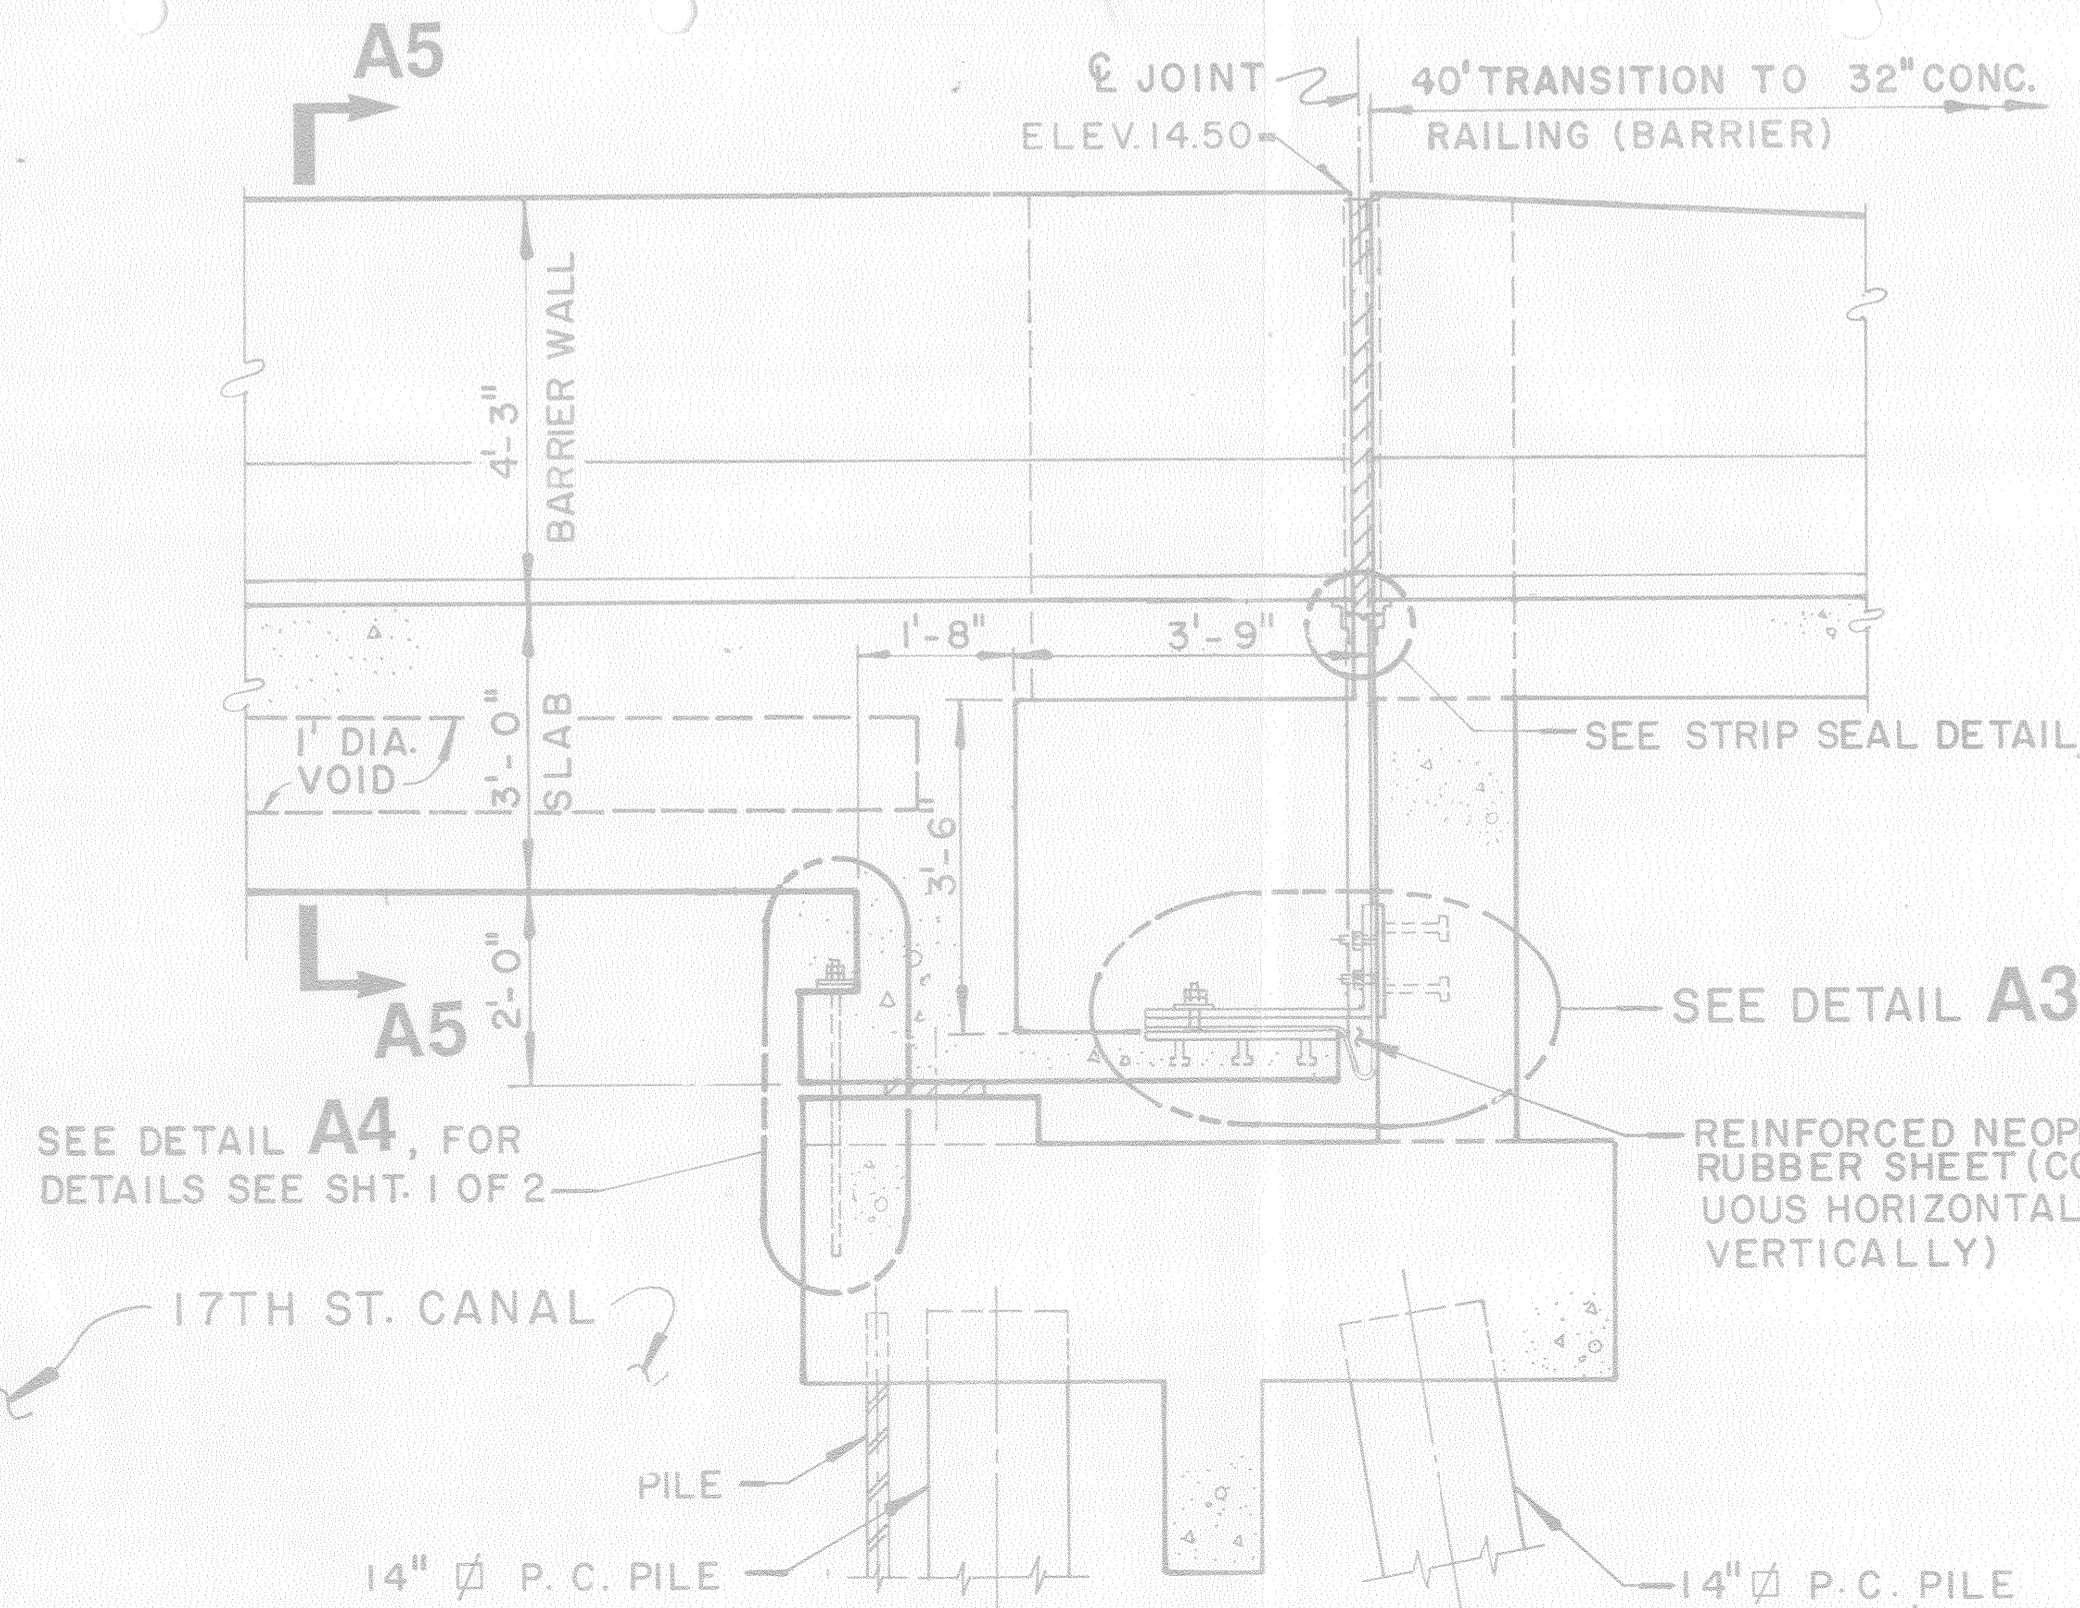 A5
℄ JOINT
40' TRANSITION TO 32" CONC.
RAILING (BARRIER)
ELEV. 14.50
4'-3"
BARRIER WALL
1'-8"
3'-9"
3'-0"
SLAB
1' DIA.
VOID
3'-6"
SEE STRIP SEAL DETAIL
2'-0"
A5
SEE DETAIL A3
SEE DETAIL A4, FOR
DETAILS SEE SHT. 1 OF 2
REINFORCED
RUBBER SHEET
UOUS HORIZONTAL
VERTICALLY)
17TH ST. CANAL
PILE
14" ⍁ P.C. PILE
14" ⍁ P.C. PILE